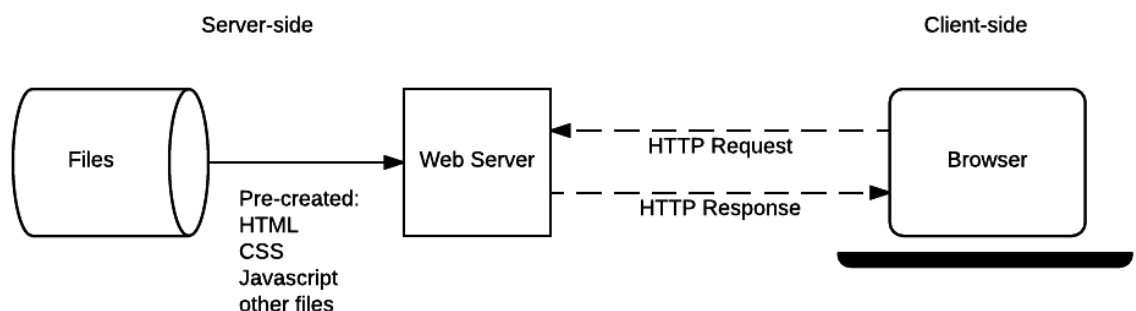 Server-side
Client-side
Files
Web Server
HTTP Request
Browser
HTTP Response
Pre-created:
HTML
CSS
Javascript
other files